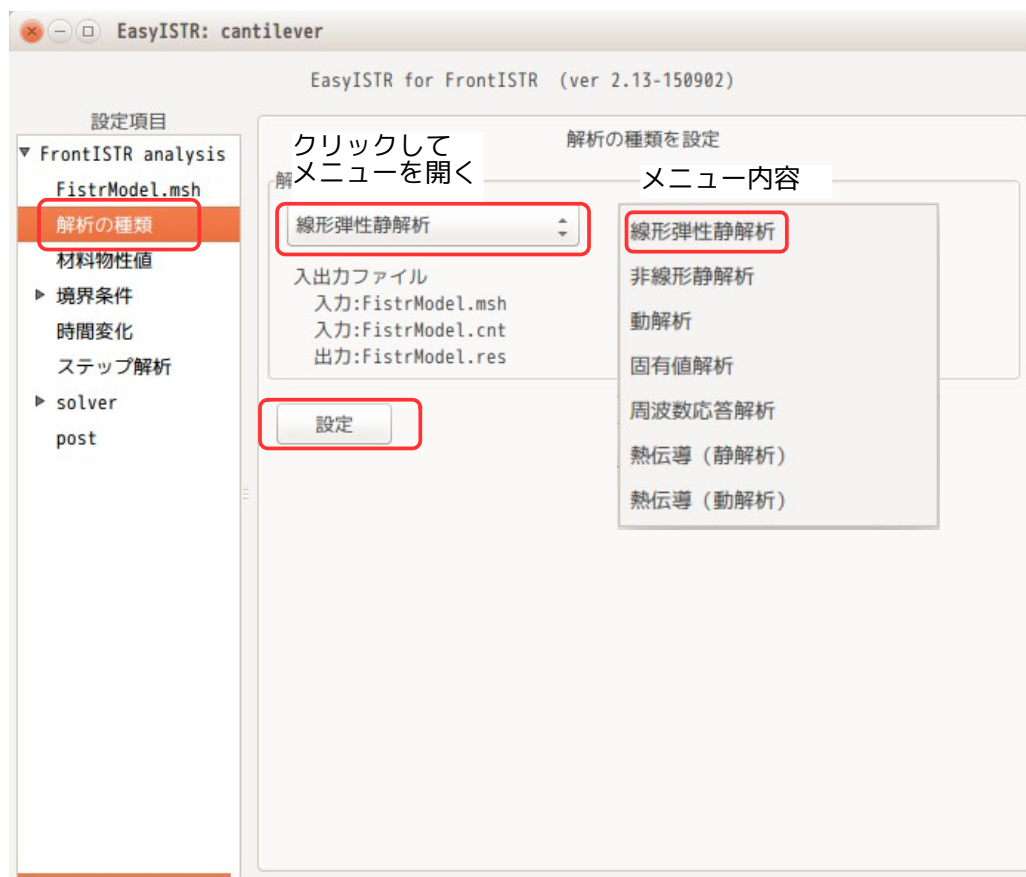 EasyISTR: cantilever
EasyISTR for FrontISTR (ver 2.13-150902)
設定項目
FrontISTR analysis
FistrModel.msh
解析の種類
材料物性値
境界条件
時間変化
ステップ解析
solver
post
解析の種類を設定
クリックして
メニューを開く
解
線形弾性静解析
入出力ファイル
入力:FistrModel.msh
入力:FistrModel.cnt
出力:FistrModel.res
設定
メニュー内容
線形弾性静解析
非線形静解析
動解析
固有値解析
周波数応答解析
熱伝導（静解析）
熱伝導（動解析）